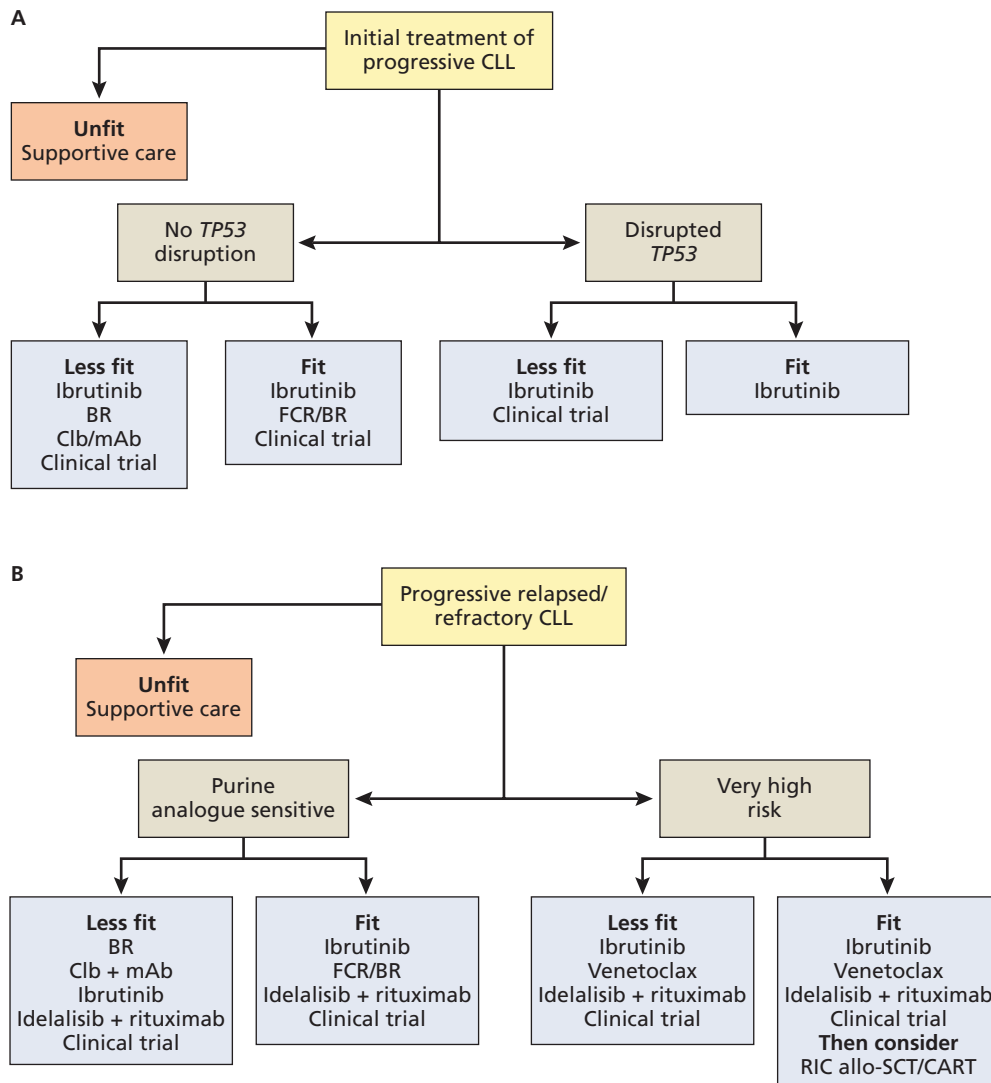 A
Initial treatment of
progressive CLL
Unfit
Supportive care
No TP53
disruption
Disrupted
TP53
Less fit
Ibrutinib
BR
Clb/mAb
Clinical trial
Fit
Ibrutinib
FCR/BR
Clinical trial
Less fit
Ibrutinib
Clinical trial
Fit
Ibrutinib
B
Progressive relapsed/
refractory CLL
Unfit
Supportive care
Purine
analogue sensitive
Very high
risk
Less fit
BR
Clb + mAb
Ibrutinib
Idelalisib + rituximab
Clinical trial
Fit
Ibrutinib
FCR/BR
Idelalisib + rituximab
Clinical trial
Less fit
Ibrutinib
Venetoclax
Idelalisib + rituximab
Clinical trial
Fit
Ibrutinib
Venetoclax
Idelalisib + rituximab
Clinical trial
Then consider
RIC allo-SCT/CART